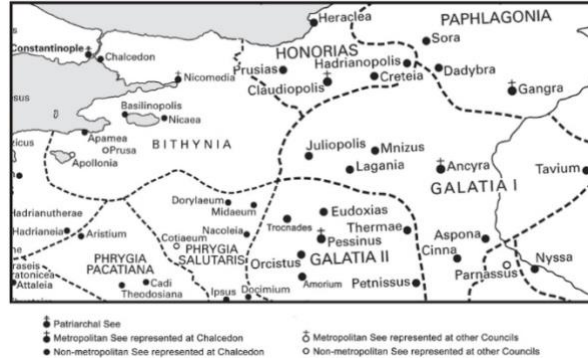 Heraclea
PAPHLAGONIA
Constantinople
Sora
Chalcedon
HONORIAS
Hadrianopolis
Prusias
Dadybra
Nicomedia
Creteia
Claudiopolis
Gangra
Basilinopolis
Nicaea
Apamea
Prusa
BITHYNIA
Juliopolis
Mnizus
Apollonia
Lagania
Ancyra
Tavium
GALATIA I
Dorylaeum
Midaeum
Eudoxias
Hadrianutherae
Trocnades
Thermae
Hadrianeia
Aristium
Nacoleia
Cotiaeum
Pessinus
Aspona
PHRYGIA
SALUTARIS
Orcistus
GALATIA II
Cinna
PHRYGIA
PACATIANA
Parnassus
Nyssa
Attaleia
Cadi
Theodosiana
Amorium
Petnissus
Ipsus
Docimium
Patriarchal See
Metropolitan See represented at Chalcedon
Non-metropolitan See represented at Chalcedon
Metropolitan See represented at other Councils
Non-metropolitan See represented at other Councils